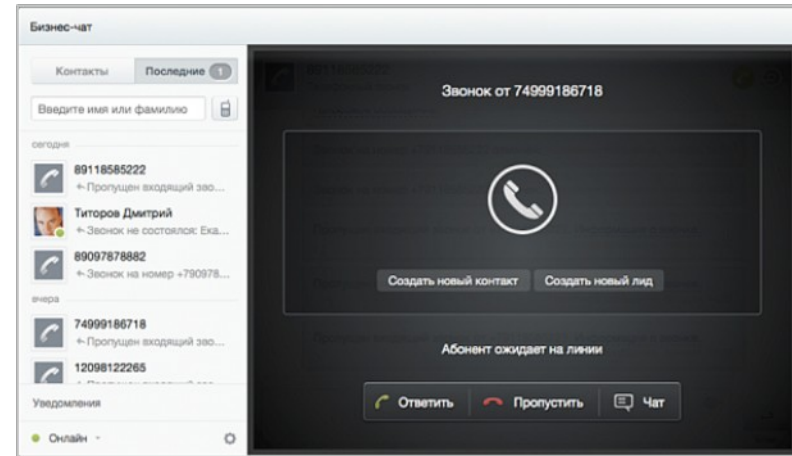 Бизнес-чат
Контакты
Последние 1
Введите имя или фамилию
сегодня
89118585222
Пропущен входящий зво...
Титоров Дмитрий
Звонок не состоялся: Ека...
89097878882
Звонок на номер +790978...
вчера
74999186718
Пропущен входящий зво...
12098122265
Уведомления
Онлайн
Звонок от 74999186718
Создать новый контакт
Создать новый лид
Абонент ожидает на линии
Ответить
Пропустить
Чат